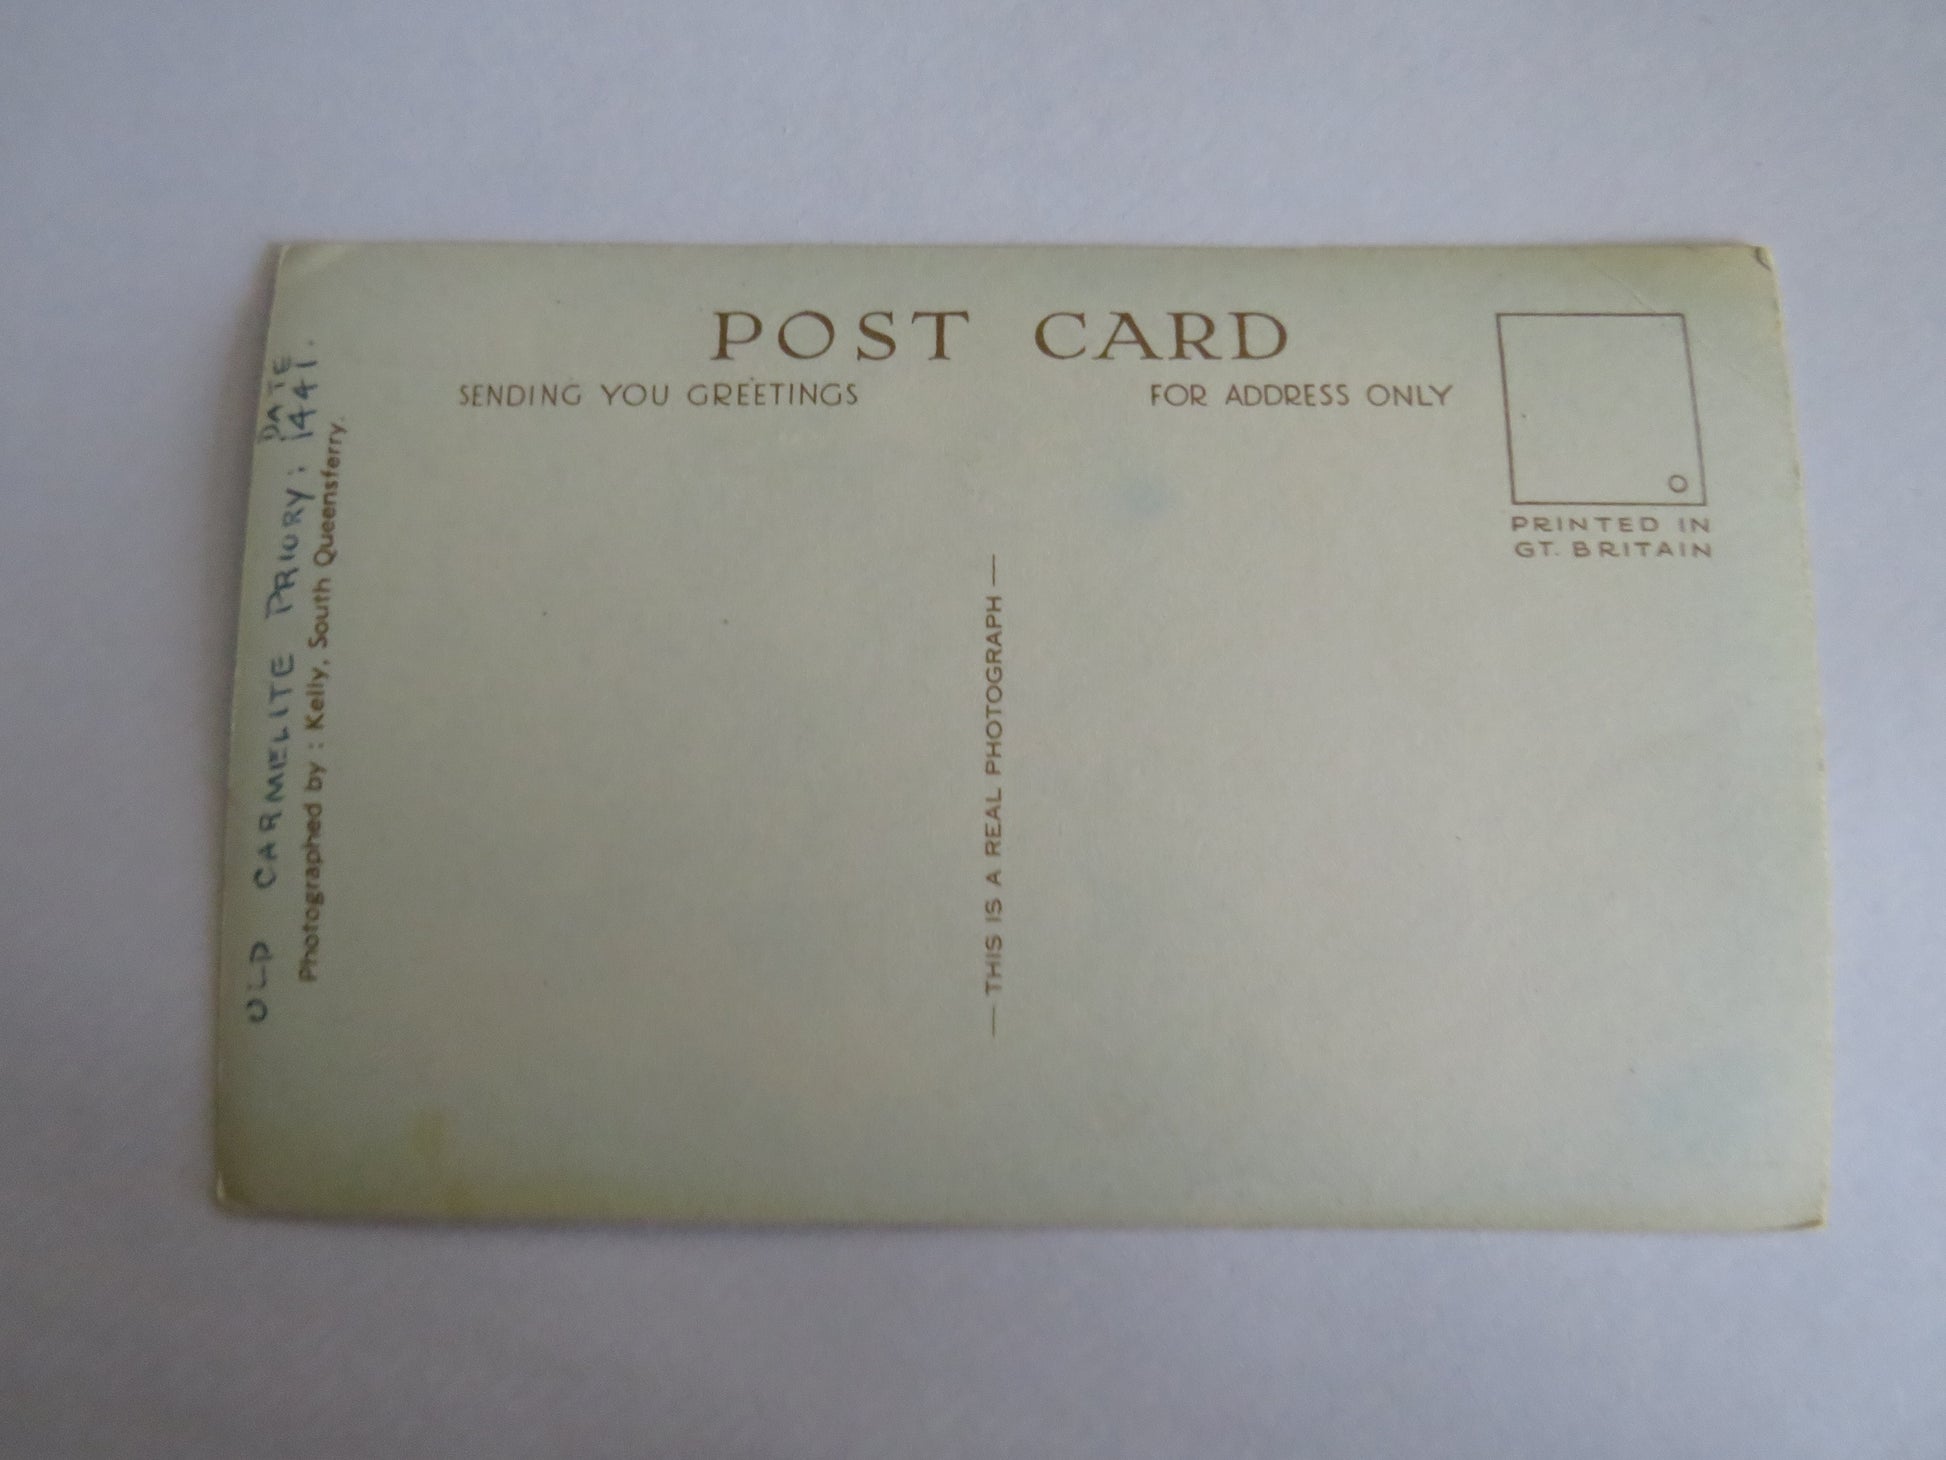 POST CARD
SENDING YOU GREETINGS
FOR ADDRESS ONLY
PRINTED IN
GT. BRITAIN
OLD CARMELITE PRIORY: DATE
1441.
Photographed by : Kelly, South Queensferry.
— THIS IS A REAL PHOTOGRAPH —